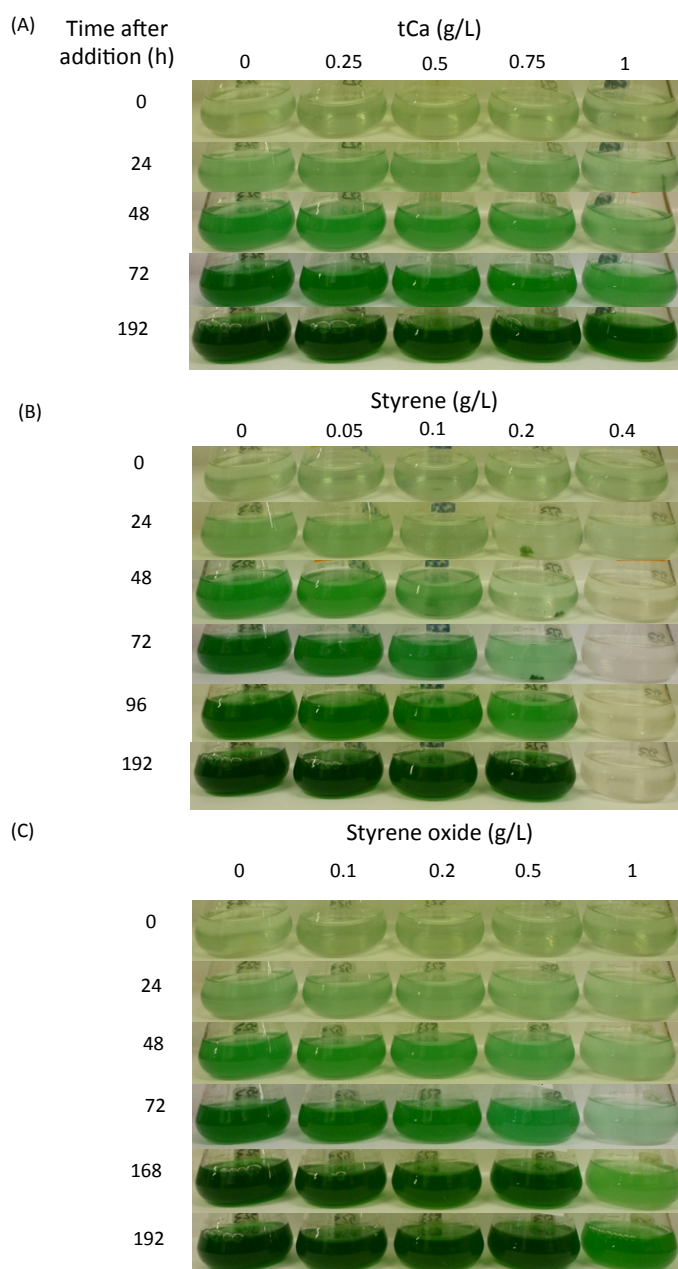 (A)
Time after
addition (h)
tCa (g/L)
0 0.25 0.5 0.75 1
0
24
48
72
192
(B)
Styrene (g/L)
0 0.05 0.1 0.2 0.4
0
24
48
72
96
192
(C)
Styrene oxide (g/L)
0 0.1 0.2 0.5 1
0
24
48
72
168
192